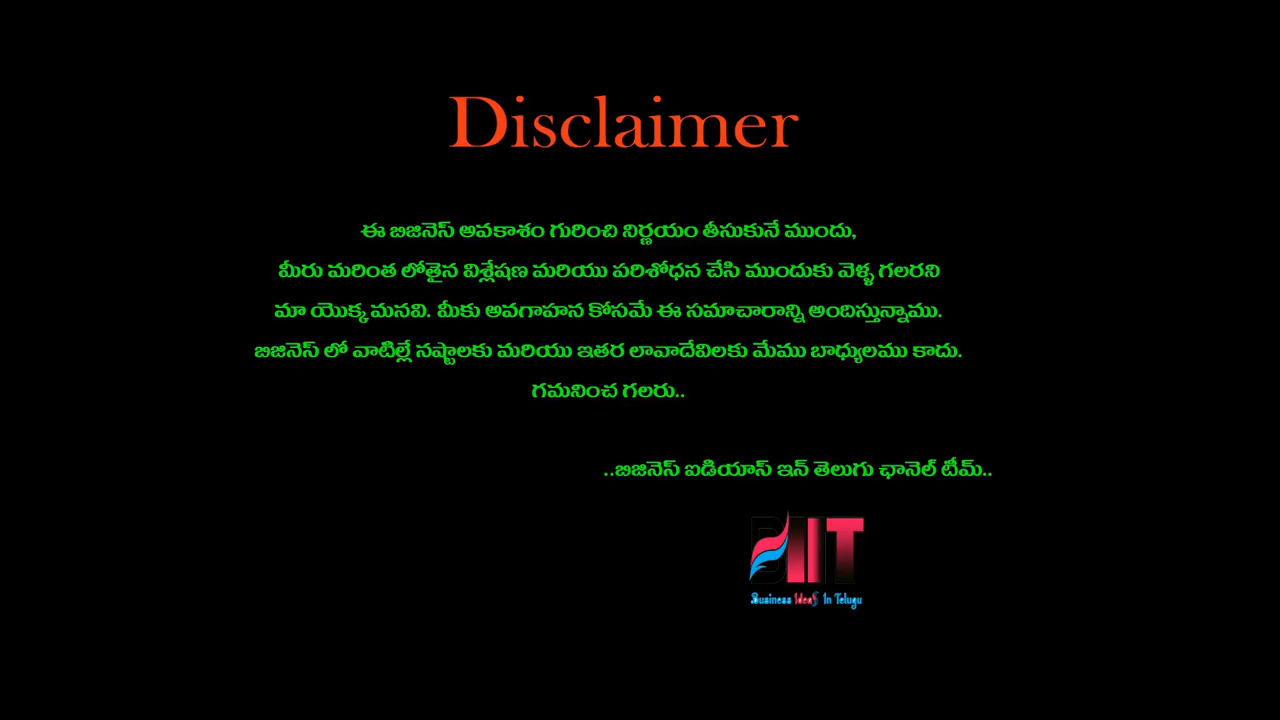 Disclaimer
ఈ బిజినెస్ అవకాశం గురించి నిర్ణయం తీసుకునే ముందు,
మీరు మరింత లోతైన విశ్లేషణ మరియు పరిశోధన చేసి ముందుకు వెళ్ళ గలరని
మా యొక్క మనవి. మీకు అవగాహన కోసమే ఈ సమాచారాన్ని అందిస్తున్నాము.
బిజినెస్ లో వాటిల్లే నష్టాలకు మరియు ఇతర లావాదేవిలకు మేము బాధ్యులము కాదు.
గమనించ గలరు..
..బిజినెస్ ఐడియాస్ ఇన్ తెలుగు ఛానెల్ టీమ్..
BIIT
Business Ideas In Telugu